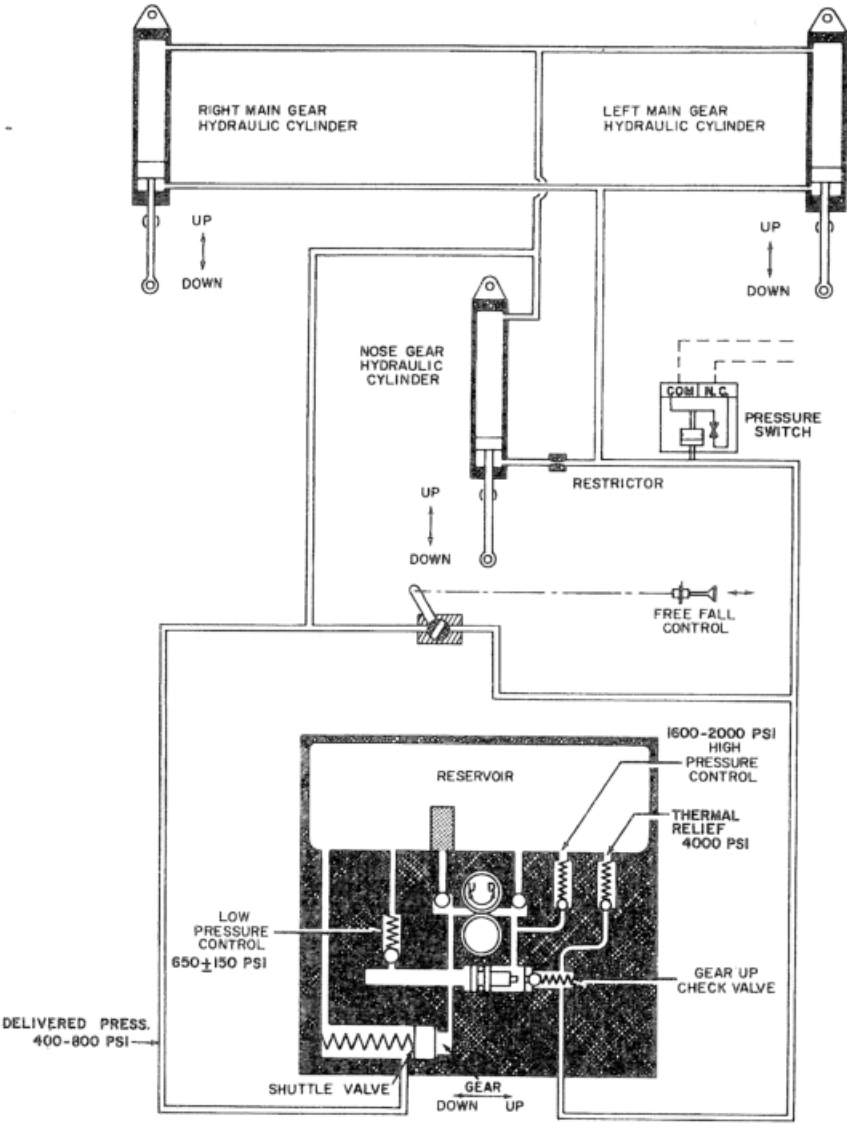 RIGHT MAIN GEAR
HYDRAULIC CYLINDER
LEFT MAIN GEAR
HYDRAULIC CYLINDER
UP
DOWN
UP
DOWN
NOSE GEAR
HYDRAULIC
CYLINDER
COM N.C.
PRESSURE
SWITCH
RESTRICTOR
UP
DOWN
FREE FALL
CONTROL
1600-2000 PSI
HIGH
PRESSURE
CONTROL
RESERVOIR
THERMAL
RELIEF
4000 PSI
LOW
PRESSURE
CONTROL
650±150 PSI
GEAR UP
CHECK VALVE
DELIVERED PRESS.
400-800 PSI
SHUTTLE VALVE
GEAR
DOWN UP